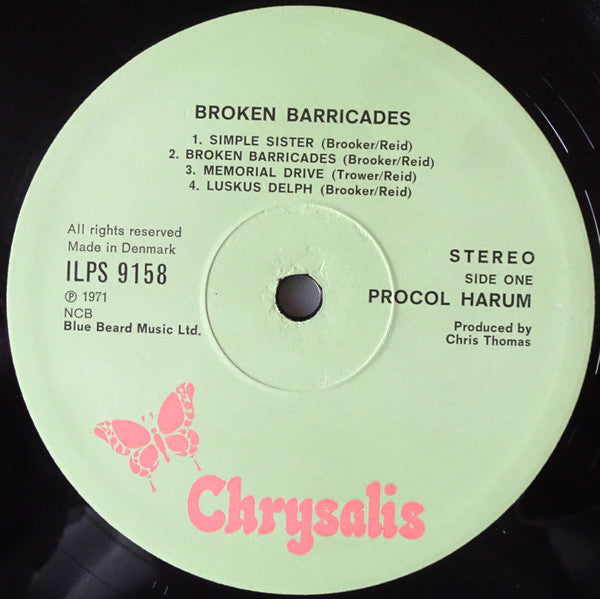 BROKEN BARRICADES
1. SIMPLE SISTER (Brooker/Reid)
2. BROKEN BARRICADES (Brooker/Reid)
3. MEMORIAL DRIVE (Trower/Reid)
4. LUSKUS DELPH (Brooker/Reid)
All rights reserved
Made in Denmark
ILPS 9158
Ⓟ 1971
NCB
Blue Beard Music Ltd.
STEREO
SIDE ONE
PROCOL HARUM
Produced by
Chris Thomas
Chrysalis